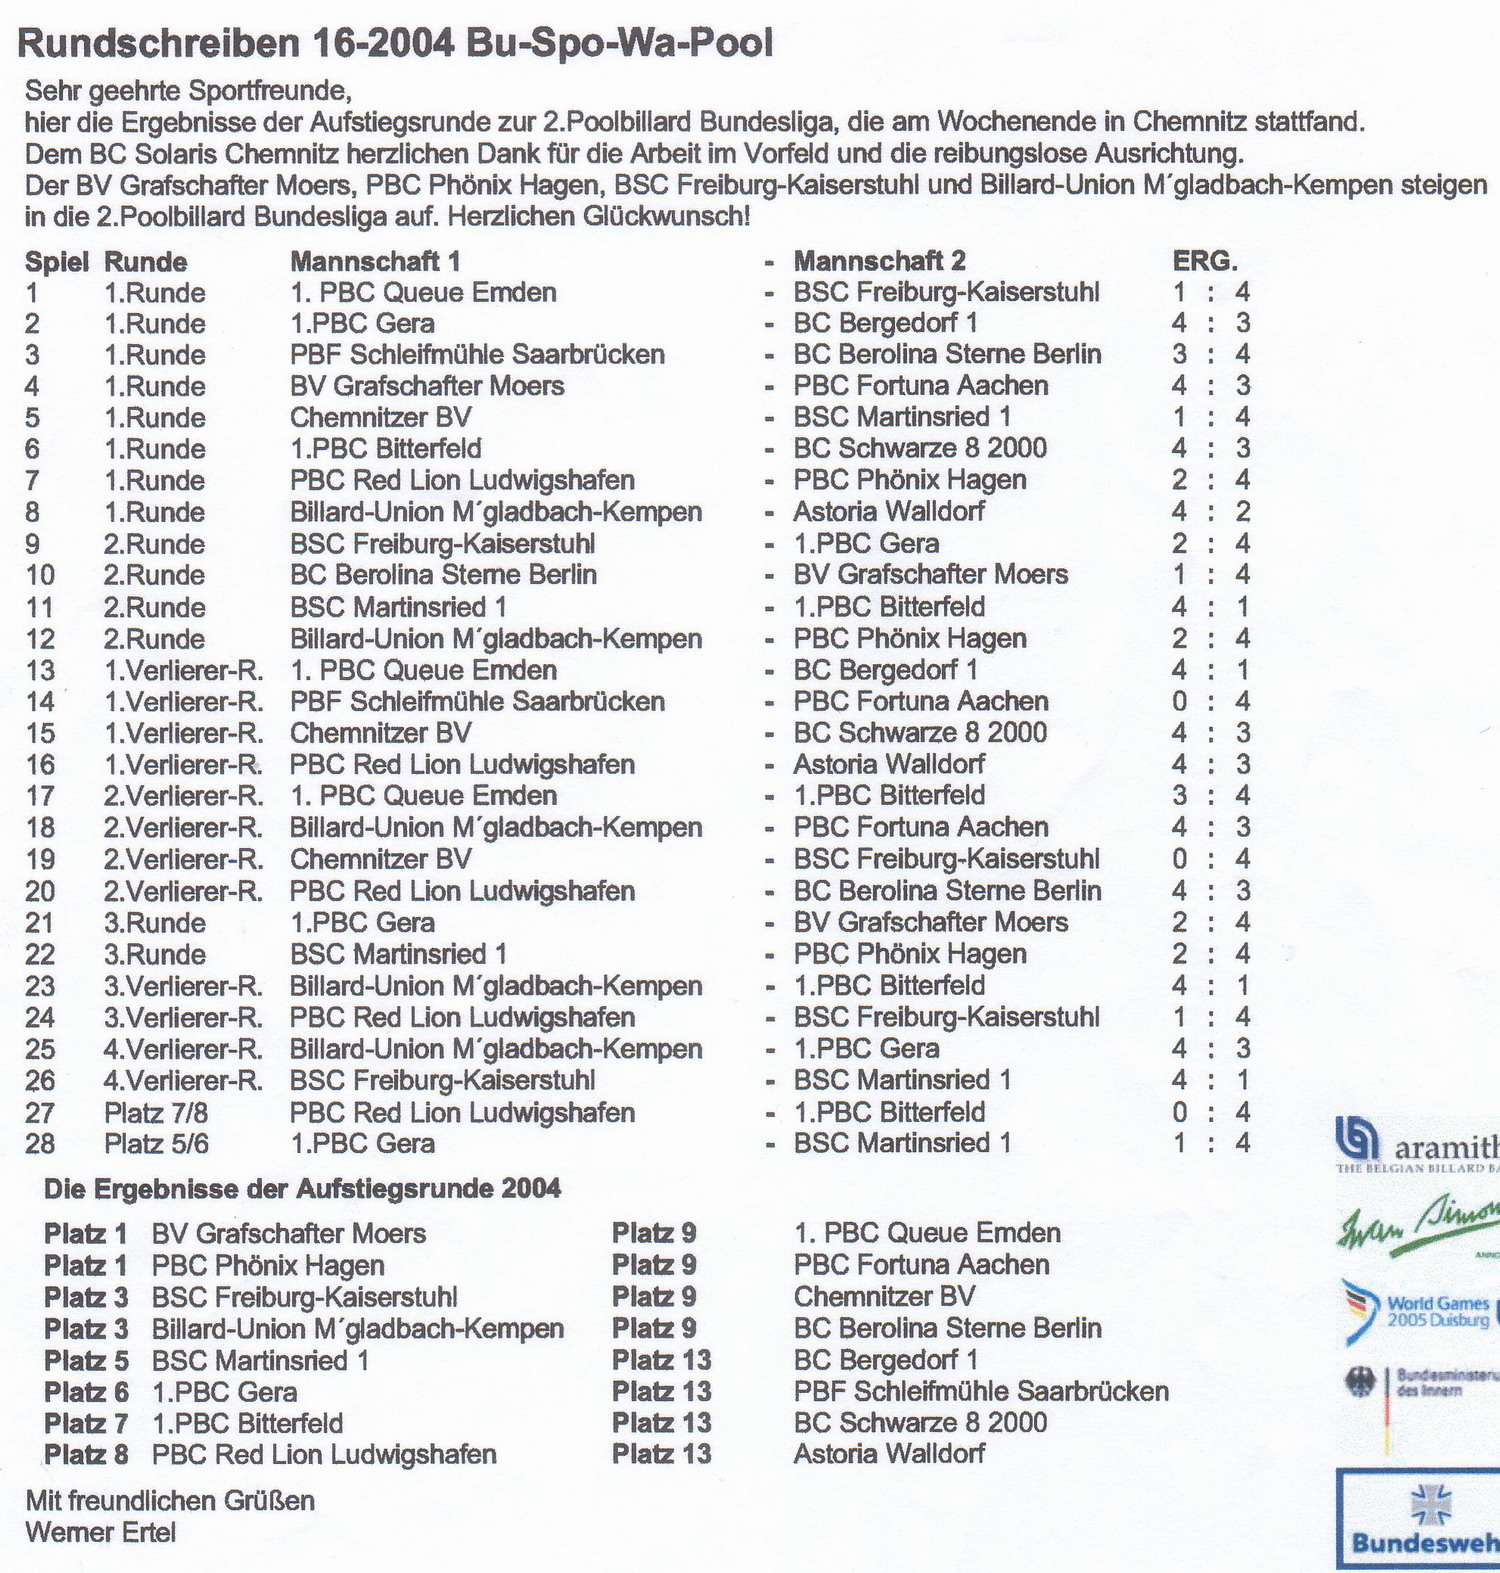 Rundschreiben 16-2004 Bu-Spo-Wa-Pool
Sehr geehrte Sportfreunde,
hier die Ergebnisse der Aufstiegsrunde zur 2.Poolbillard Bundesliga, die am Wochenende in Chemnitz stattfand.
Dem BC Solaris Chemnitz herzlichen Dank für die Arbeit im Vorfeld und die reibungslose Ausrichtung.
Der BV Grafschafter Moers, PBC Phönix Hagen, BSC Freiburg-Kaiserstuhl und Billard-Union M´gladbach-Kempen steigen
in die 2.Poolbillard Bundesliga auf. Herzlichen Glückwunsch!
Spiel Runde Mannschaft 1 - Mannschaft 2 ERG.
1 1.Runde 1. PBC Queue Emden - BSC Freiburg-Kaiserstuhl 1 : 4
2 1.Runde 1.PBC Gera - BC Bergedorf 1 4 : 3
3 1.Runde PBF Schleifmühle Saarbrücken - BC Berolina Sterne Berlin 3 : 4
4 1.Runde BV Grafschafter Moers - PBC Fortuna Aachen 4 : 3
5 1.Runde Chemnitzer BV - BSC Martinsried 1 1 : 4
6 1.Runde 1.PBC Bitterfeld - BC Schwarze 8 2000 4 : 3
7 1.Runde PBC Red Lion Ludwigshafen - PBC Phönix Hagen 2 : 4
8 1.Runde Billard-Union M´gladbach-Kempen - Astoria Walldorf 4 : 2
9 2.Runde BSC Freiburg-Kaiserstuhl - 1.PBC Gera 2 : 4
10 2.Runde BC Berolina Sterne Berlin - BV Grafschafter Moers 1 : 4
11 2.Runde BSC Martinsried 1 - 1.PBC Bitterfeld 4 : 1
12 2.Runde Billard-Union M´gladbach-Kempen - PBC Phönix Hagen 2 : 4
13 1.Verlierer-R. 1. PBC Queue Emden - BC Bergedorf 1 4 : 1
14 1.Verlierer-R. PBF Schleifmühle Saarbrücken - PBC Fortuna Aachen 0 : 4
15 1.Verlierer-R. Chemnitzer BV - BC Schwarze 8 2000 4 : 3
16 1.Verlierer-R. PBC Red Lion Ludwigshafen - Astoria Walldorf 4 : 3
17 2.Verlierer-R. 1. PBC Queue Emden - 1.PBC Bitterfeld 3 : 4
18 2.Verlierer-R. Billard-Union M´gladbach-Kempen - PBC Fortuna Aachen 4 : 3
19 2.Verlierer-R. Chemnitzer BV - BSC Freiburg-Kaiserstuhl 0 : 4
20 2.Verlierer-R. PBC Red Lion Ludwigshafen - BC Berolina Sterne Berlin 4 : 3
21 3.Runde 1.PBC Gera - BV Grafschafter Moers 2 : 4
22 3.Runde BSC Martinsried 1 - PBC Phönix Hagen 2 : 4
23 3.Verlierer-R. Billard-Union M´gladbach-Kempen - 1.PBC Bitterfeld 4 : 1
24 3.Verlierer-R. PBC Red Lion Ludwigshafen - BSC Freiburg-Kaiserstuhl 1 : 4
25 4.Verlierer-R. Billard-Union M´gladbach-Kempen - 1.PBC Gera 4 : 3
26 4.Verlierer-R. BSC Freiburg-Kaiserstuhl - BSC Martinsried 1 4 : 1
27 Platz 7/8 PBC Red Lion Ludwigshafen - 1.PBC Bitterfeld 0 : 4
28 Platz 5/6 1.PBC Gera - BSC Martinsried 1 1 : 4
Die Ergebnisse der Aufstiegsrunde 2004
Platz 1 BV Grafschafter Moers Platz 9 1. PBC Queue Emden
Platz 1 PBC Phönix Hagen Platz 9 PBC Fortuna Aachen
Platz 3 BSC Freiburg-Kaiserstuhl Platz 9 Chemnitzer BV
Platz 3 Billard-Union M´gladbach-Kempen Platz 9 BC Berolina Sterne Berlin
Platz 5 BSC Martinsried 1 Platz 13 BC Bergedorf 1
Platz 6 1.PBC Gera Platz 13 PBF Schleifmühle Saarbrücken
Platz 7 1.PBC Bitterfeld Platz 13 BC Schwarze 8 2000
Platz 8 PBC Red Lion Ludwigshafen Platz 13 Astoria Walldorf
Mit freundlichen Grüßen
Werner Ertel
aramith
THE BELGIAN BILLARD BA
Iwan Simon
World Games
2005 Duisburg
Bundesministeriu
des Innern
Bundesweh